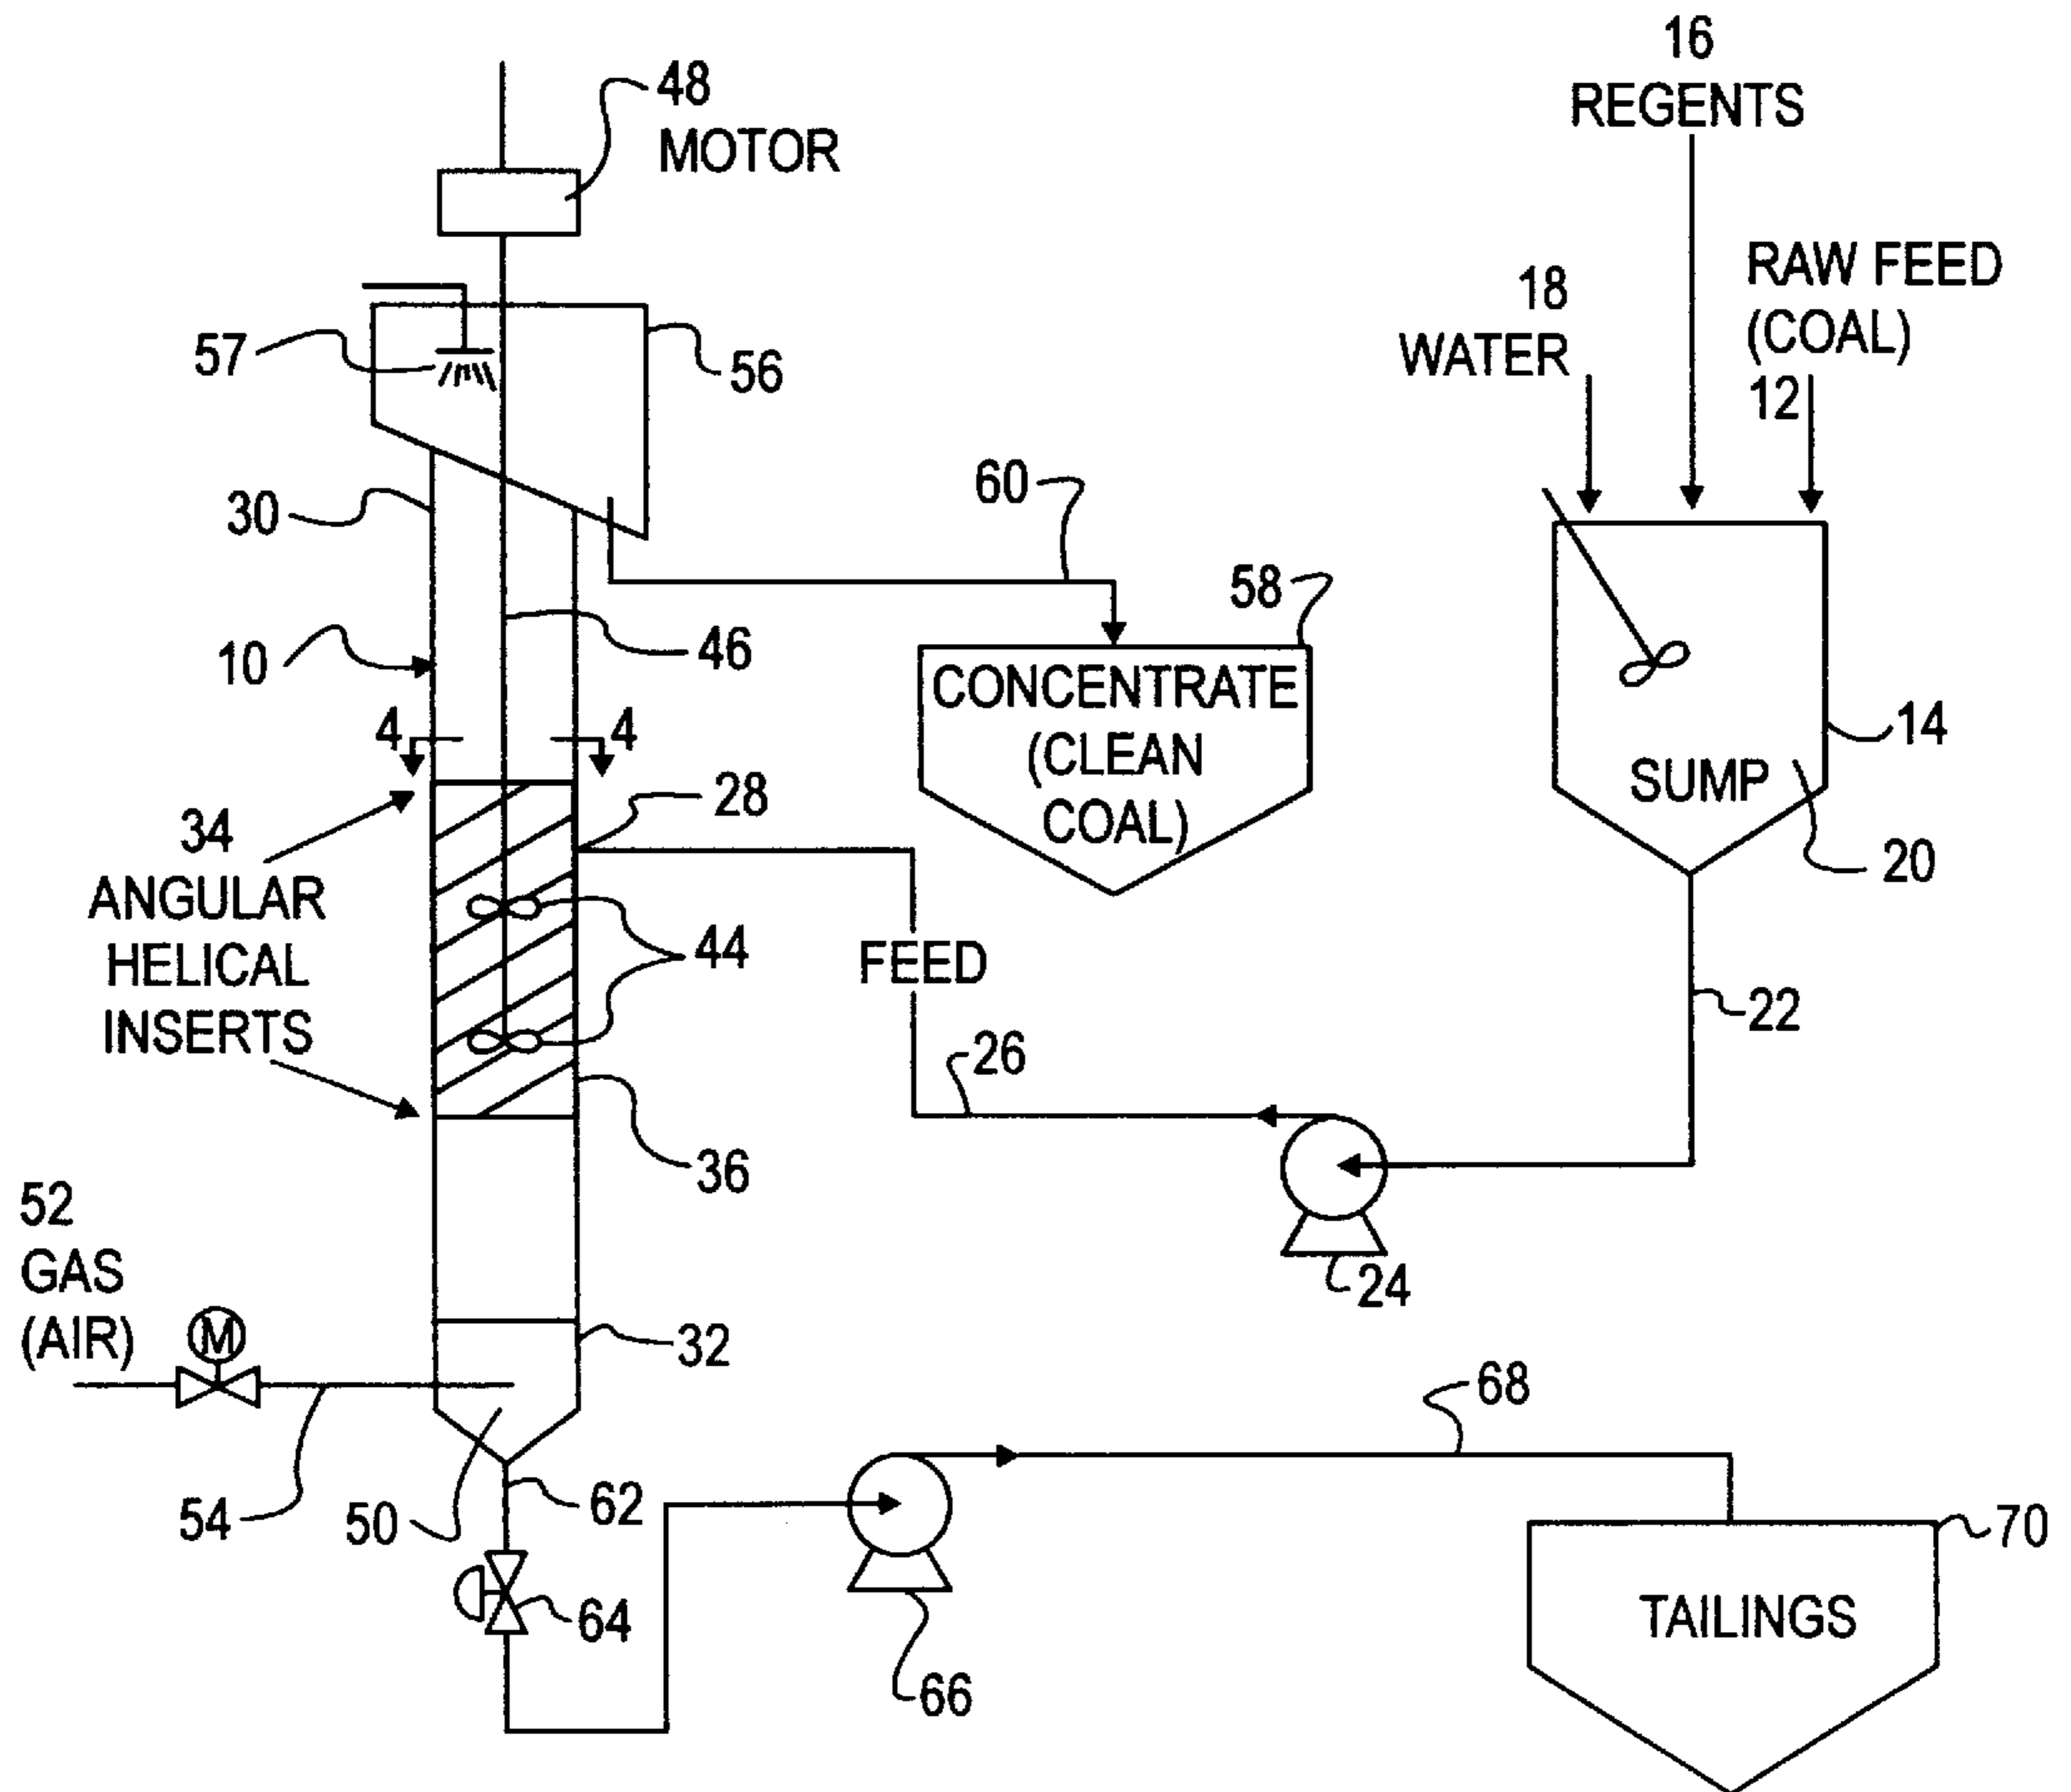 16
REGENTS
48
MOTOR
RAW FEED
(COAL)
12
18
WATER
57
56
30
60
58
10
46
CONCENTRATE
(CLEAN
COAL)
14
SUMP
20
4
4
28
34
ANGULAR
HELICAL
INSERTS
44
FEED
22
26
36
24
52
GAS
(AIR)
M
32
54
50
62
68
64
66
70
TAILINGS